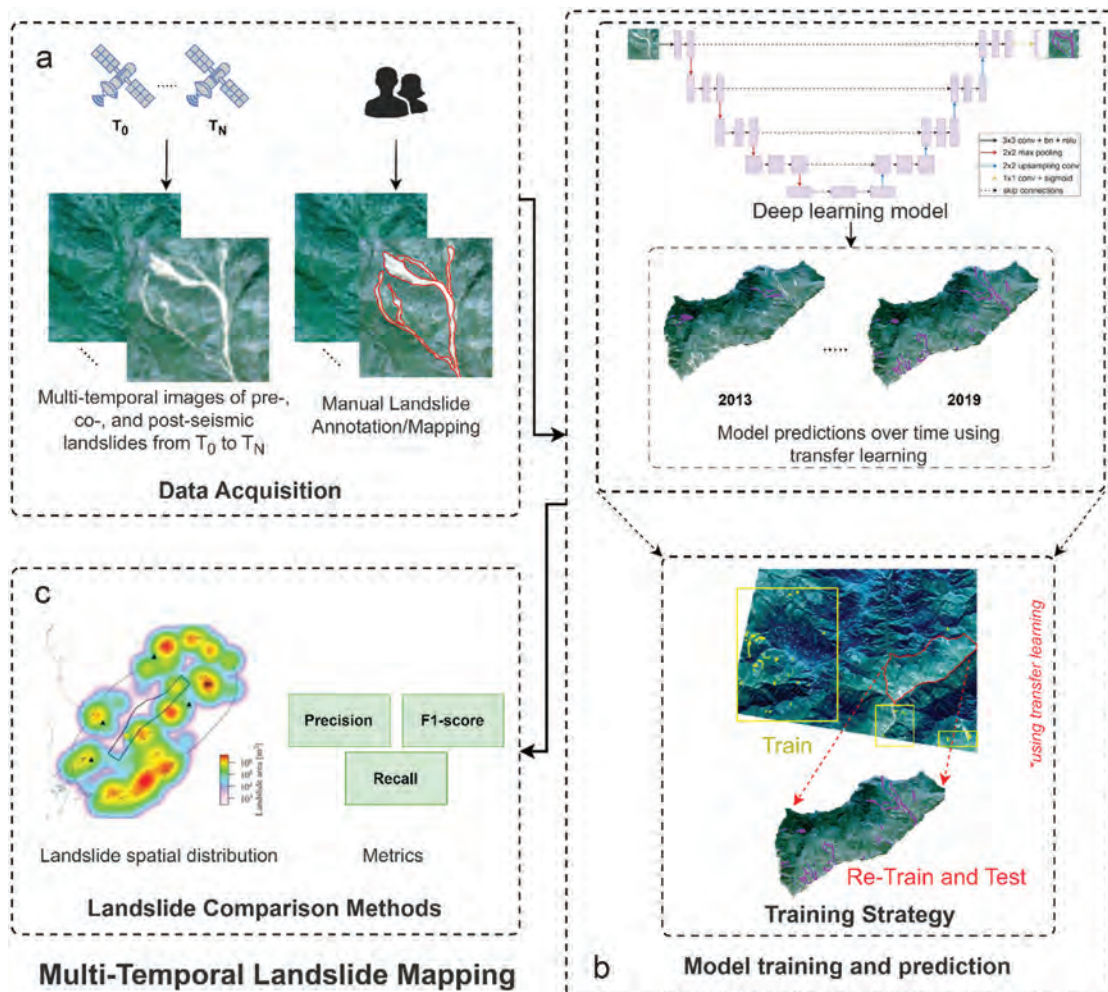 a
T0
.....
TN
Multi-temporal images of pre-,
co-, and post-seismic
landslides from T0 to TN
Manual Landslide
Annotation/Mapping
Data Acquisition
3x3 conv + bn + relu
2x2 max pooling
2x2 upsampling conv
1x1 conv + sigmoid
skip connections
Deep learning model
2013
2019
Model predictions over time using
transfer learning
Train
*using transfer learning
Re-Train and Test
Training Strategy
b
Model training and prediction
c
Landslide area [m²]
Landslide spatial distribution
Precision
F1-score
Recall
Metrics
Landslide Comparison Methods
Multi-Temporal Landslide Mapping